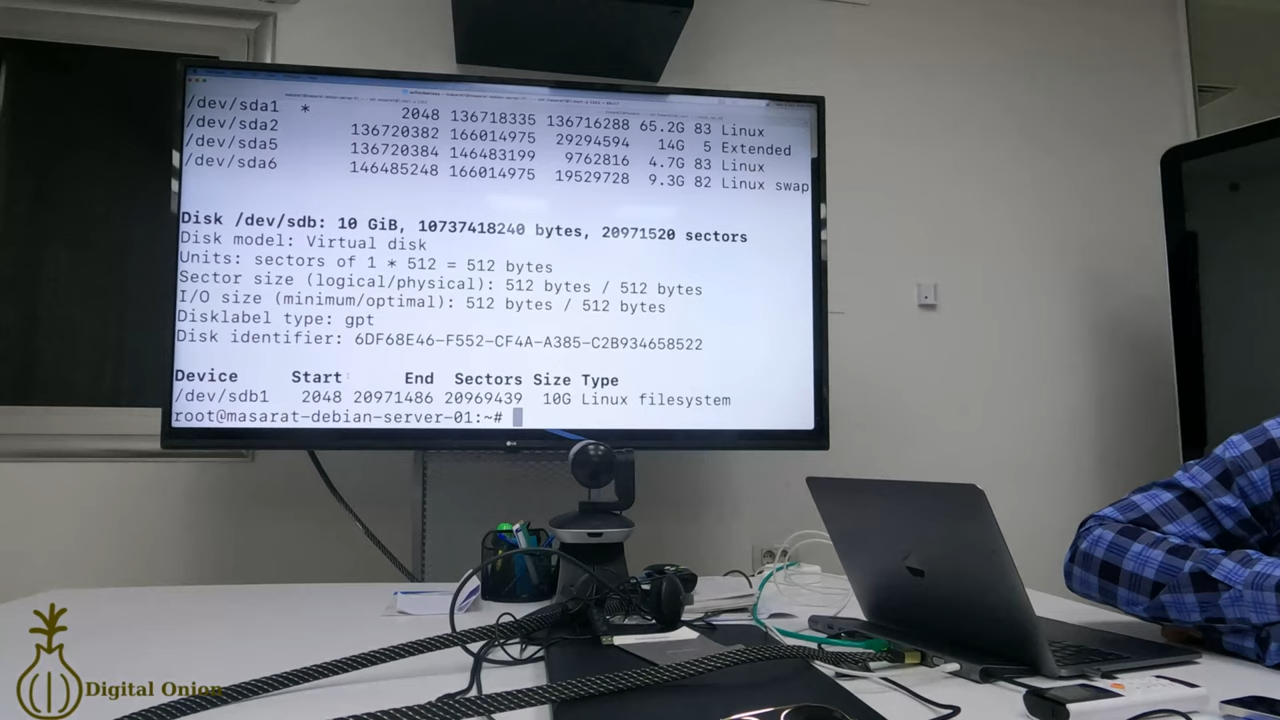 /dev/sda1 * 2048 136718335 136716288 65.2G 83 Linux
/dev/sda2 136720382 166014975 29294594 14G 5 Extended
/dev/sda5 136720384 146483199 9762816 4.7G 83 Linux
/dev/sda6 146485248 166014975 19529728 9.3G 82 Linux swap
Disk /dev/sdb: 10 GiB, 10737418240 bytes, 20971520 sectors
Disk model: Virtual disk
Units: sectors of 1 * 512 = 512 bytes
Sector size (logical/physical): 512 bytes / 512 bytes
I/O size (minimum/optimal): 512 bytes / 512 bytes
Disklabel type: gpt
Disk identifier: 6DF68E46-F552-CF4A-A385-C2B934658522
Device Start End Sectors Size Type
/dev/sdb1 2048 20971486 20969439 10G Linux filesystem
root@masarat-debian-server-01:~#
LG
Digital Onion